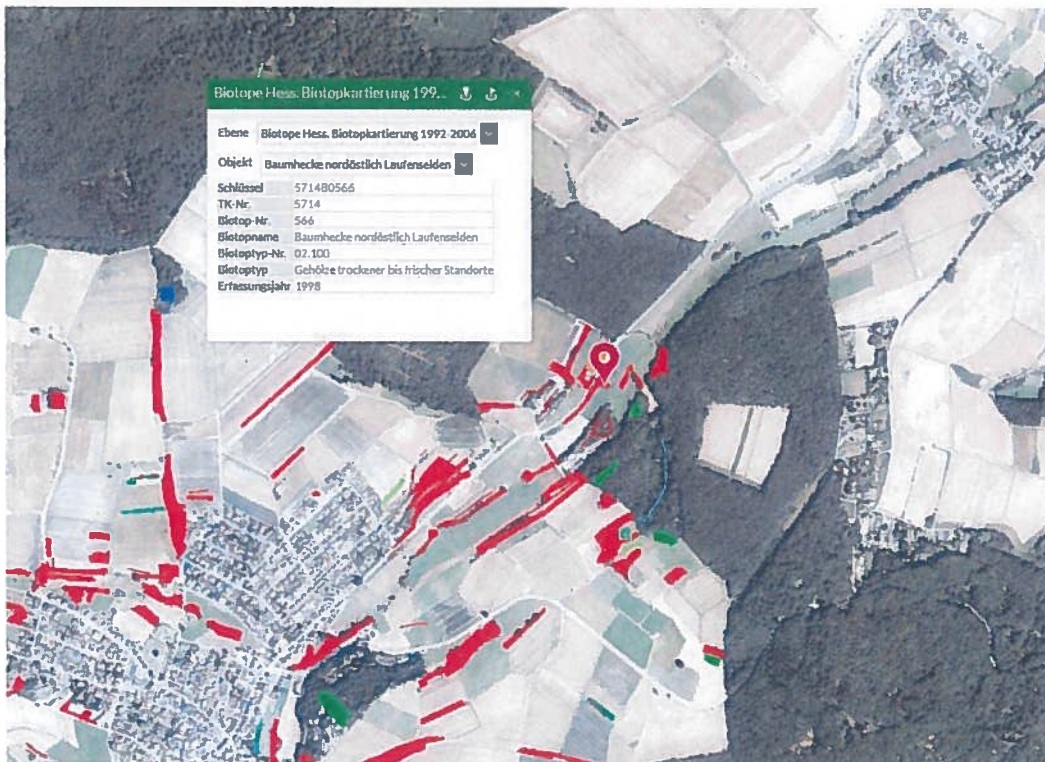 Biotope Hess. Biotopkartierung 199...
Ebene Biotope Hess. Biotopkartierung 1992-2006
Objekt Baumhecke nordöstlich Laufenselden
Schlüssel 571480566
TK-Nr. 5714
Biotop-Nr. 566
Biotopname Baumhecke nordöstlich Laufenselden
Biotoptyp-Nr. 02.100
Biotoptyp Gehölze trockener bis frischer Standorte
Erfassungsjahr 1998